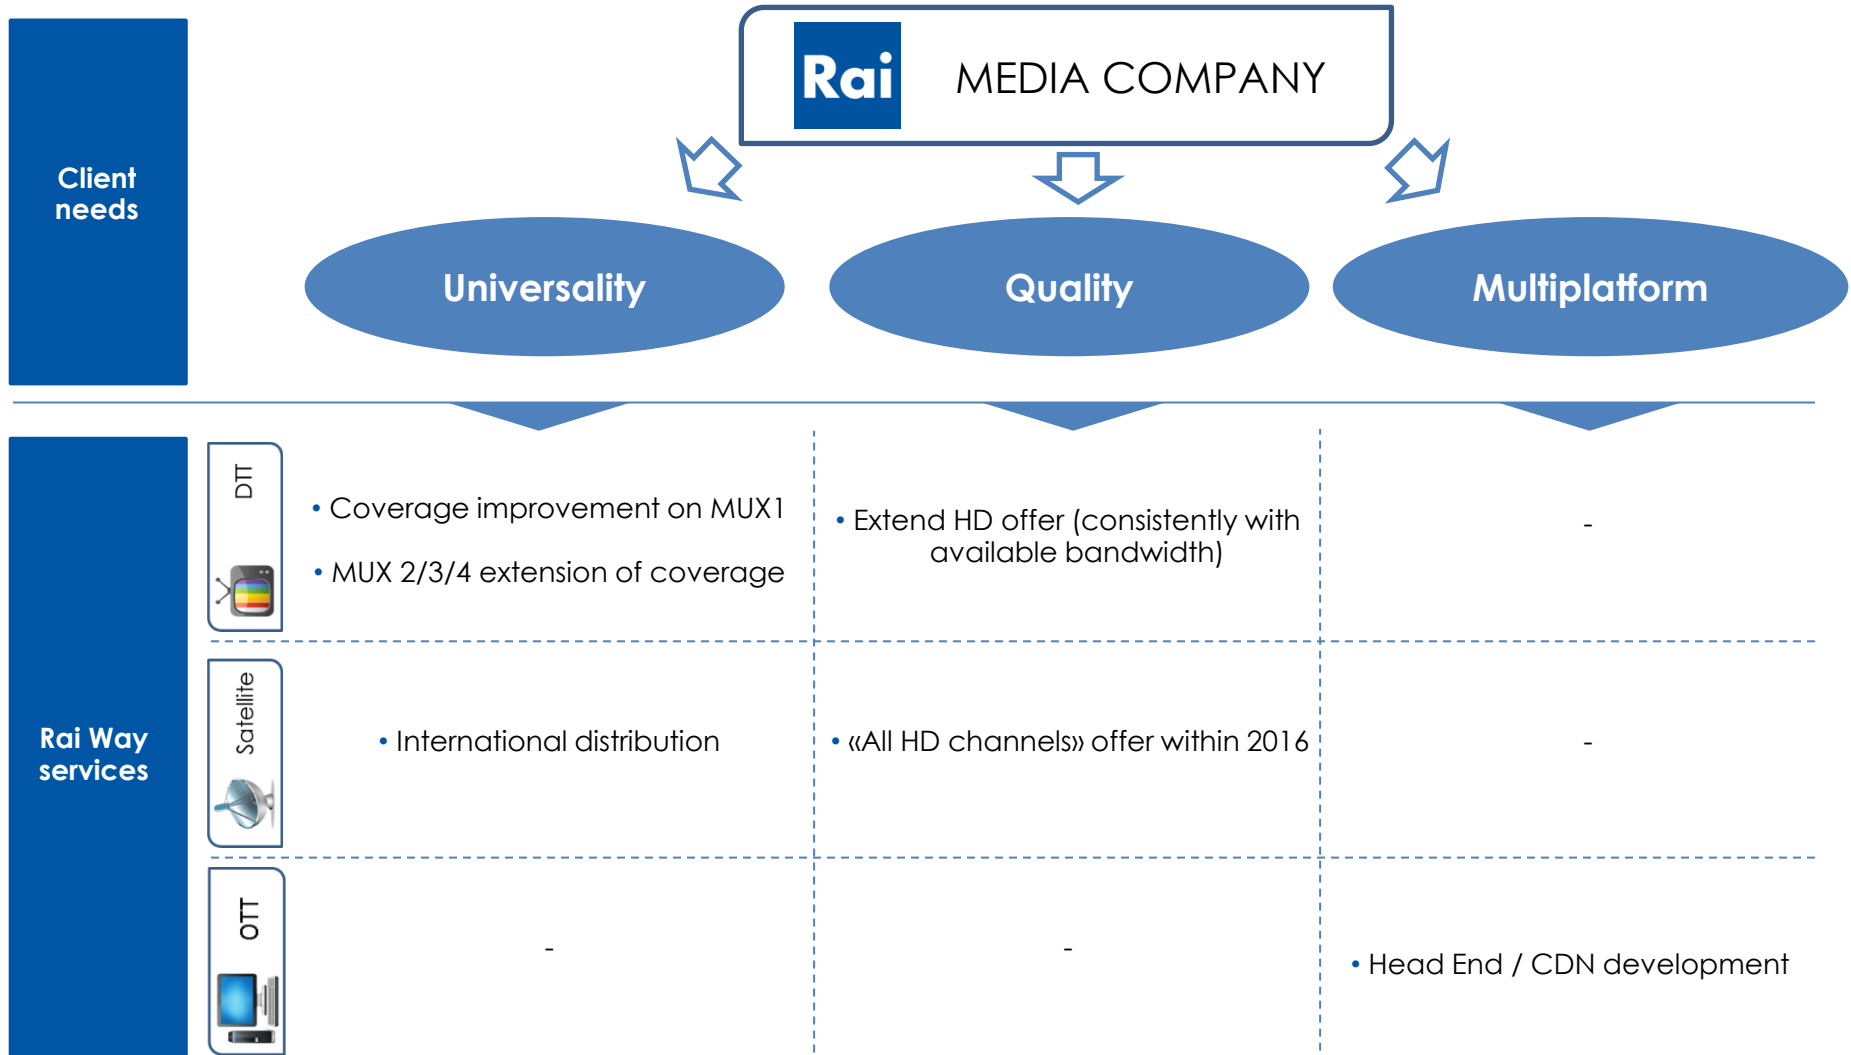 Rai MEDIA COMPANY
Client
needs
Universality
Quality
Multiplatform
Rai Way
services
DTT
• Coverage improvement on MUX1
• MUX 2/3/4 extension of coverage
• Extend HD offer (consistently with
available bandwidth)
-
Satellite
• International distribution
• «All HD channels» offer within 2016
-
OTT
-
-
• Head End / CDN development